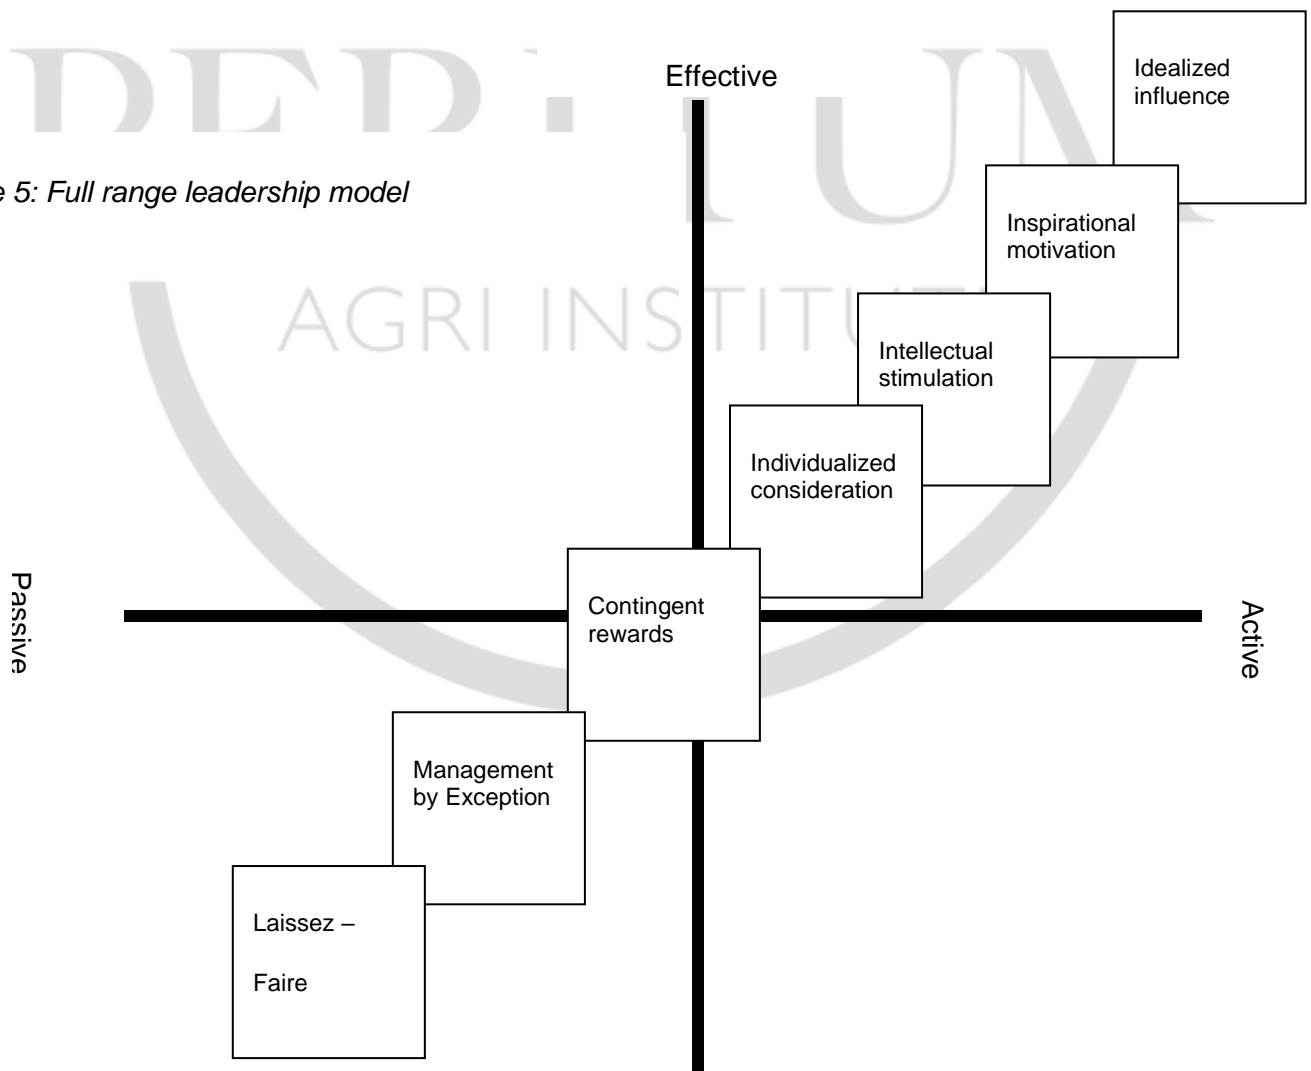 Effective
Idealized
influence
5: Full range leadership model
Inspirational
motivation
AGRI INSTITUTE
Intellectual
stimulation
Individualized
consideration
Passive
Contingent
rewards
Active
Management
by Exception
Laissez –
Faire